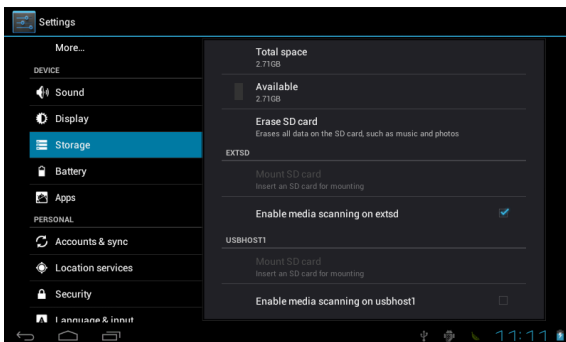 Settings
More...
DEVICE
Sound
Display
Storage
Battery
Apps
PERSONAL
Accounts & sync
Location services
Security
Language & input
Total space
2.71GB
Available
2.71GB
Erase SD card
Erases all data on the SD card, such as music and photos
EXTSD
Mount SD card
Insert an SD card for mounting
Enable media scanning on extsd
USBHOST1
Mount SD card
Insert an SD card for mounting
Enable media scanning on usbhost1
11:11